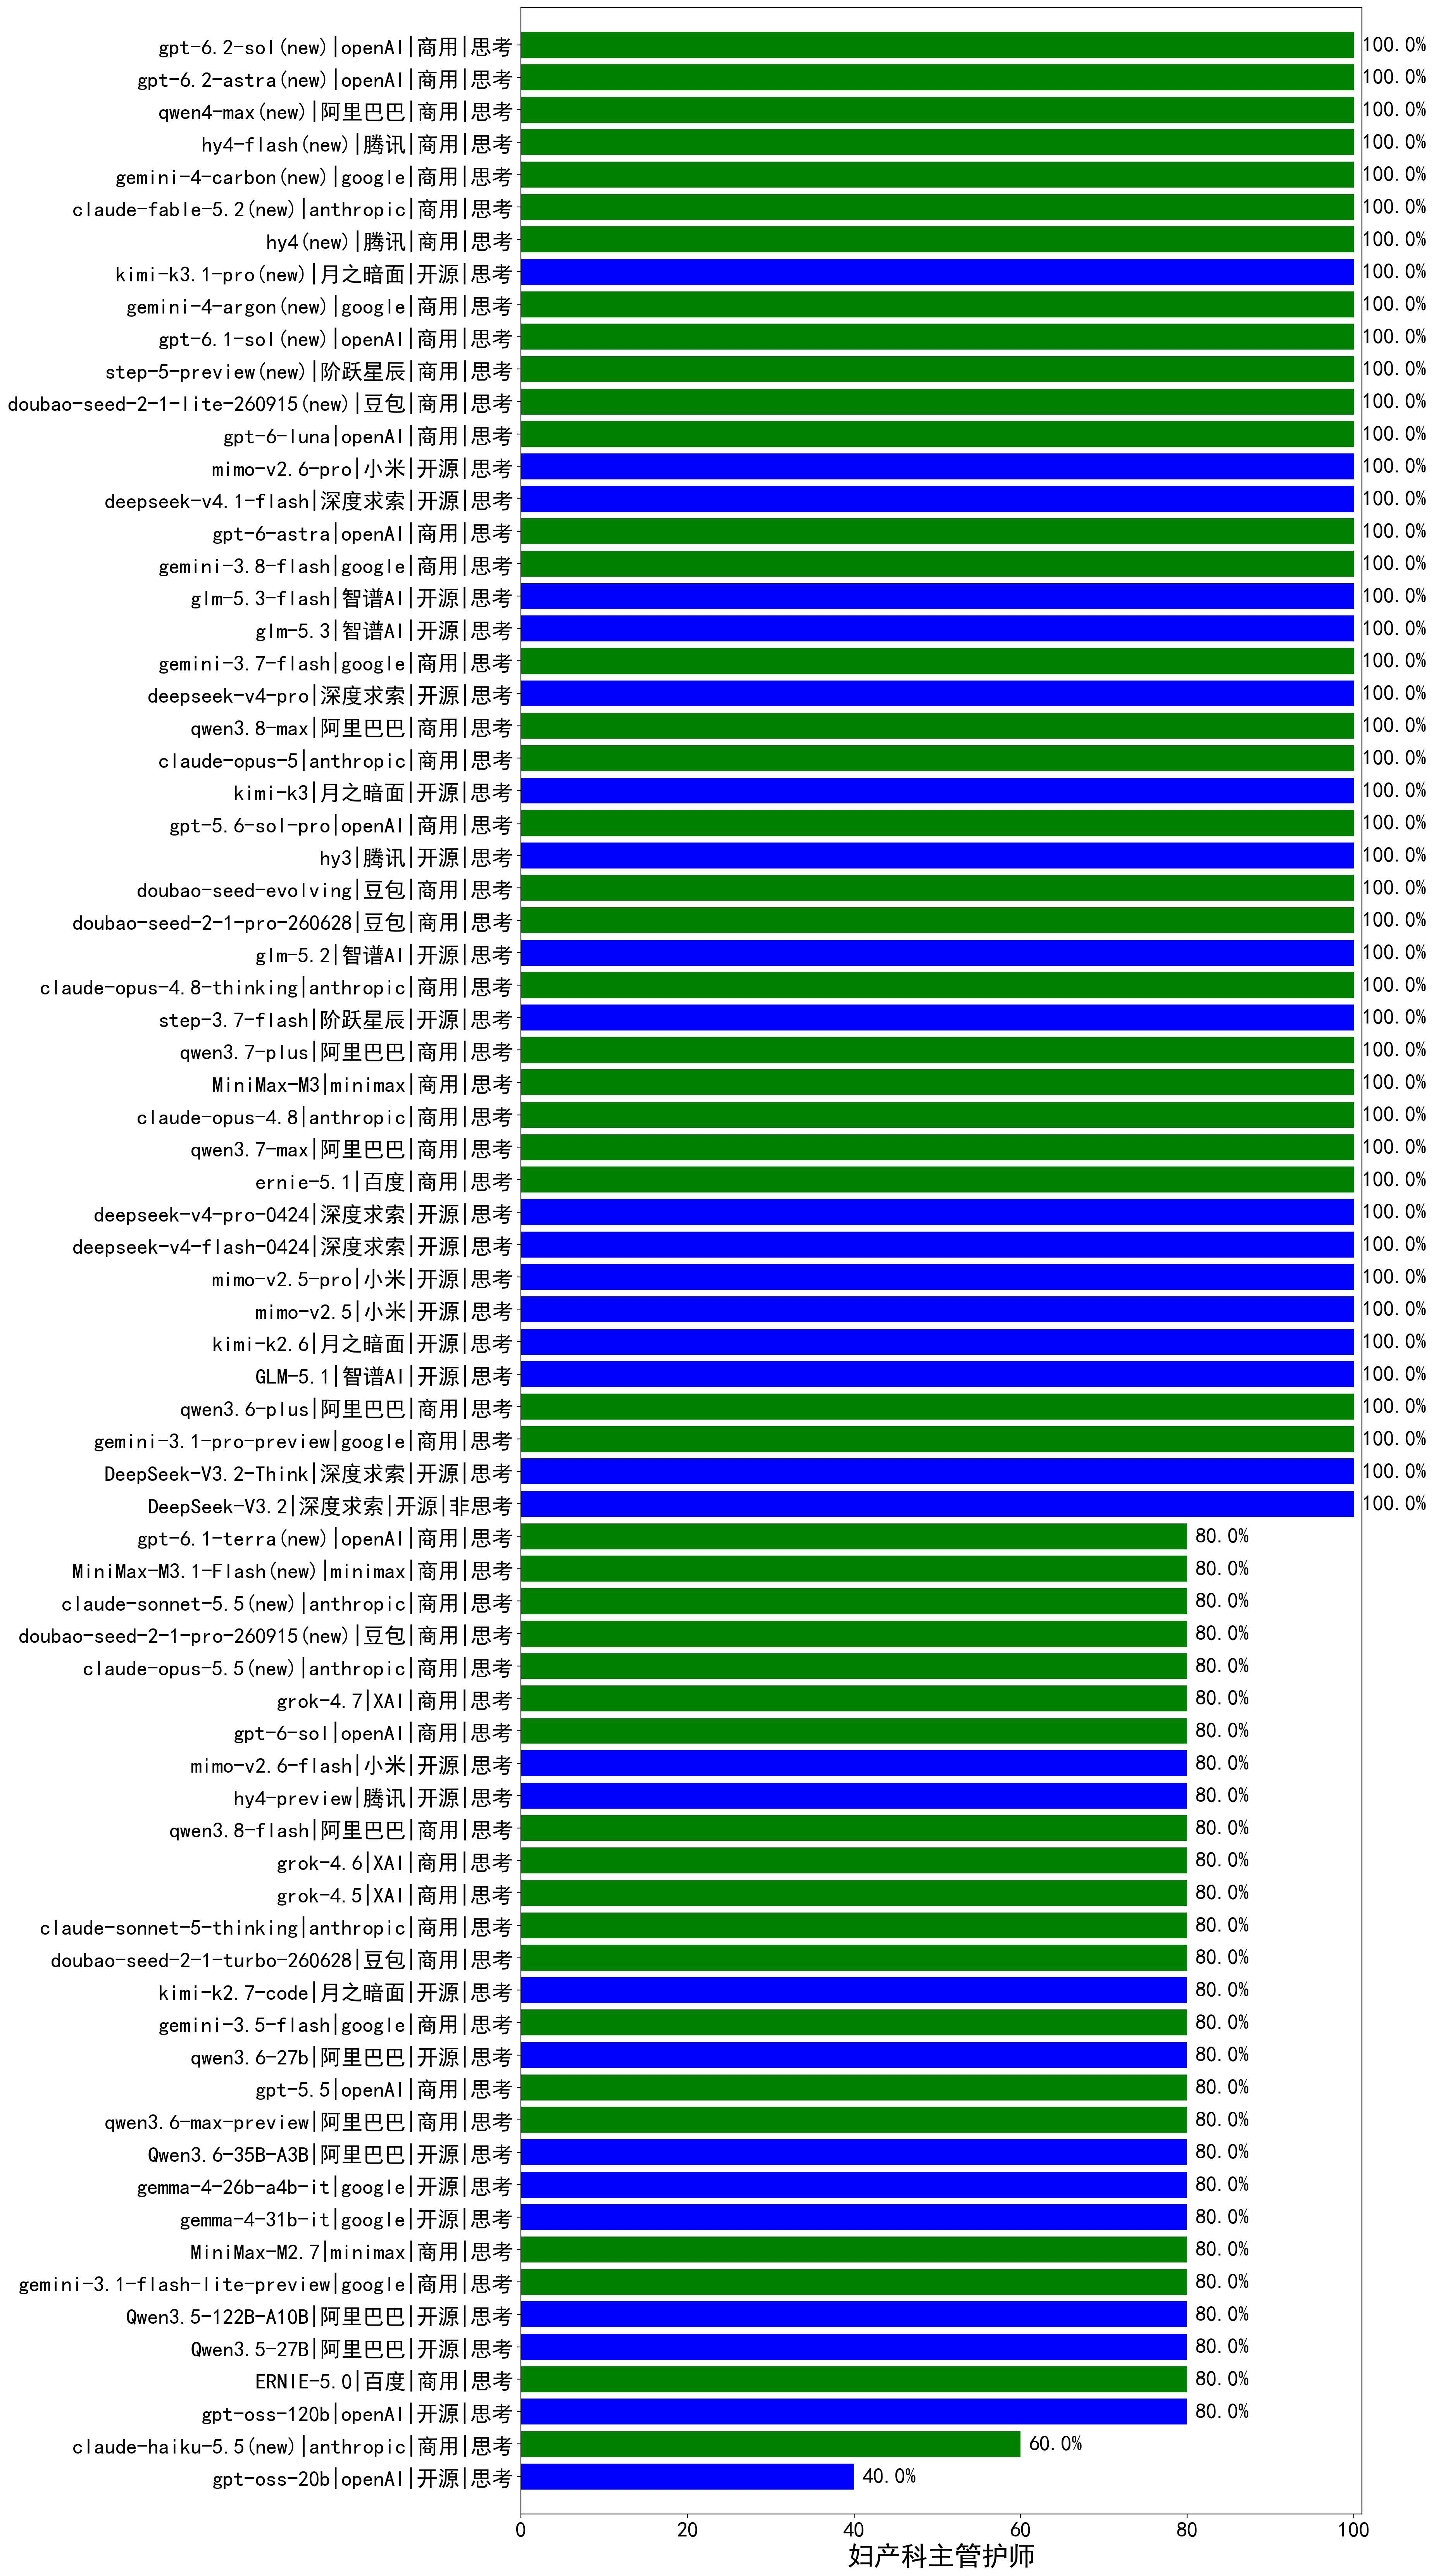 gpt-6.2-sol(new)|openAI|商用|思考 100.0%
gpt-6.2-astra(new)|openAI|商用|思考 100.0%
qwen4-max(new)|阿里巴巴|商用|思考 100.0%
hy4-flash(new)|腾讯|商用|思考 100.0%
gemini-4-carbon(new)|google|商用|思考 100.0%
claude-fable-5.2(new)|anthropic|商用|思考 100.0%
hy4(new)|腾讯|商用|思考 100.0%
kimi-k3.1-pro(new)|月之暗面|开源|思考 100.0%
gemini-4-argon(new)|google|商用|思考 100.0%
gpt-6.1-sol(new)|openAI|商用|思考 100.0%
step-5-preview(new)|阶跃星辰|商用|思考 100.0%
doubao-seed-2-1-lite-260915(new)|豆包|商用|思考 100.0%
gpt-6-luna|openAI|商用|思考 100.0%
mimo-v2.6-pro|小米|开源|思考 100.0%
deepseek-v4.1-flash|深度求索|开源|思考 100.0%
gpt-6-astra|openAI|商用|思考 100.0%
gemini-3.8-flash|google|商用|思考 100.0%
glm-5.3-flash|智谱AI|开源|思考 100.0%
glm-5.3|智谱AI|开源|思考 100.0%
gemini-3.7-flash|google|商用|思考 100.0%
deepseek-v4-pro|深度求索|开源|思考 100.0%
qwen3.8-max|阿里巴巴|商用|思考 100.0%
claude-opus-5|anthropic|商用|思考 100.0%
kimi-k3|月之暗面|开源|思考 100.0%
gpt-5.6-sol-pro|openAI|商用|思考 100.0%
hy3|腾讯|开源|思考 100.0%
doubao-seed-evolving|豆包|商用|思考 100.0%
doubao-seed-2-1-pro-260628|豆包|商用|思考 100.0%
glm-5.2|智谱AI|开源|思考 100.0%
claude-opus-4.8-thinking|anthropic|商用|思考 100.0%
step-3.7-flash|阶跃星辰|开源|思考 100.0%
qwen3.7-plus|阿里巴巴|商用|思考 100.0%
MiniMax-M3|minimax|商用|思考 100.0%
claude-opus-4.8|anthropic|商用|思考 100.0%
qwen3.7-max|阿里巴巴|商用|思考 100.0%
ernie-5.1|百度|商用|思考 100.0%
deepseek-v4-pro-0424|深度求索|开源|思考 100.0%
deepseek-v4-flash-0424|深度求索|开源|思考 100.0%
mimo-v2.5-pro|小米|开源|思考 100.0%
mimo-v2.5|小米|开源|思考 100.0%
kimi-k2.6|月之暗面|开源|思考 100.0%
GLM-5.1|智谱AI|开源|思考 100.0%
qwen3.6-plus|阿里巴巴|商用|思考 100.0%
gemini-3.1-pro-preview|google|商用|思考 100.0%
DeepSeek-V3.2-Think|深度求索|开源|思考 100.0%
DeepSeek-V3.2|深度求索|开源|非思考 100.0%
gpt-6.1-terra(new)|openAI|商用|思考 80.0%
MiniMax-M3.1-Flash(new)|minimax|商用|思考 80.0%
claude-sonnet-5.5(new)|anthropic|商用|思考 80.0%
doubao-seed-2-1-pro-260915(new)|豆包|商用|思考 80.0%
claude-opus-5.5(new)|anthropic|商用|思考 80.0%
grok-4.7|XAI|商用|思考 80.0%
gpt-6-sol|openAI|商用|思考 80.0%
mimo-v2.6-flash|小米|开源|思考 80.0%
hy4-preview|腾讯|开源|思考 80.0%
qwen3.8-flash|阿里巴巴|商用|思考 80.0%
grok-4.6|XAI|商用|思考 80.0%
grok-4.5|XAI|商用|思考 80.0%
claude-sonnet-5-thinking|anthropic|商用|思考 80.0%
doubao-seed-2-1-turbo-260628|豆包|商用|思考 80.0%
kimi-k2.7-code|月之暗面|开源|思考 80.0%
gemini-3.5-flash|google|商用|思考 80.0%
qwen3.6-27b|阿里巴巴|开源|思考 80.0%
gpt-5.5|openAI|商用|思考 80.0%
qwen3.6-max-preview|阿里巴巴|商用|思考 80.0%
Qwen3.6-35B-A3B|阿里巴巴|开源|思考 80.0%
gemma-4-26b-a4b-it|google|开源|思考 80.0%
gemma-4-31b-it|google|开源|思考 80.0%
MiniMax-M2.7|minimax|商用|思考 80.0%
gemini-3.1-flash-lite-preview|google|商用|思考 80.0%
Qwen3.5-122B-A10B|阿里巴巴|开源|思考 80.0%
Qwen3.5-27B|阿里巴巴|开源|思考 80.0%
ERNIE-5.0|百度|商用|思考 80.0%
gpt-oss-120b|openAI|开源|思考 80.0%
claude-haiku-5.5(new)|anthropic|商用|思考 60.0%
gpt-oss-20b|openAI|开源|思考 40.0%
0 20 40 60 80 100
妇产科主管护师